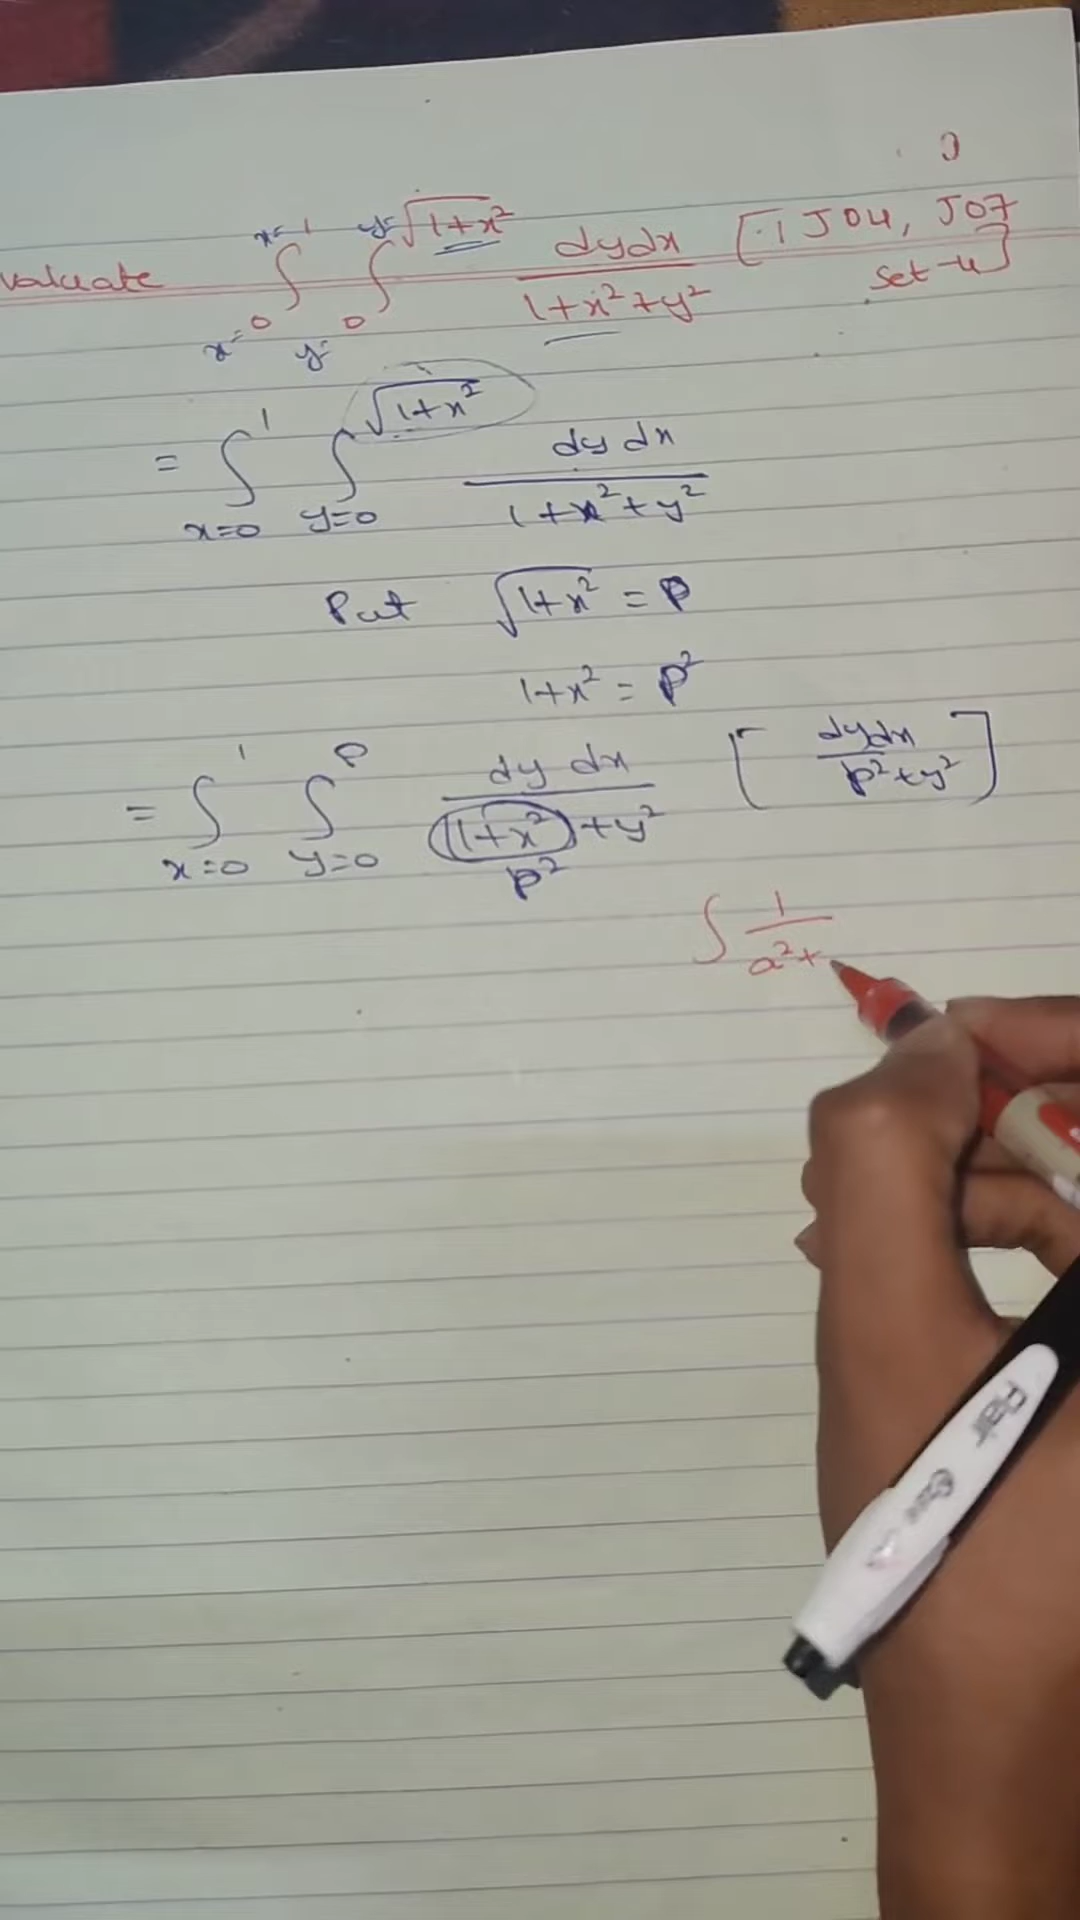 valuate ∫_{x=0}^{x=1} ∫_{y=0}^{y=√(1+x²)} dydx / (1+x²+y²) [·1 J04, J07
set-4]
= ∫_{x=0}^{1} ∫_{y=0}^{√(1+x²)} dy dx / (1+x²+y²)
Put √(1+x²) = P
1+x² = P²
= ∫_{x=0}^{1} ∫_{y=0}^{P} dy dx / ((1+x²)+y²) [ dydx / (P²+y²) ]
P²
∫ 1 / (a²+
Flair